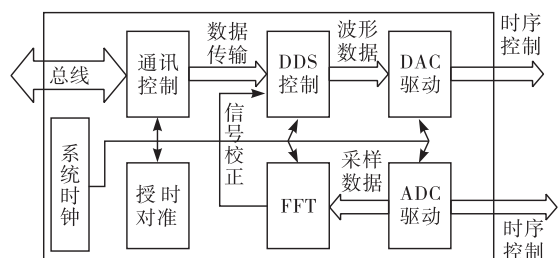 总线
通讯
控制
数据
传输
DDS
控制
波形
数据
DAC
驱动
时序
控制
系统时钟
授时
对准
信号校正
FFT
采样
数据
ADC
驱动
时序
控制